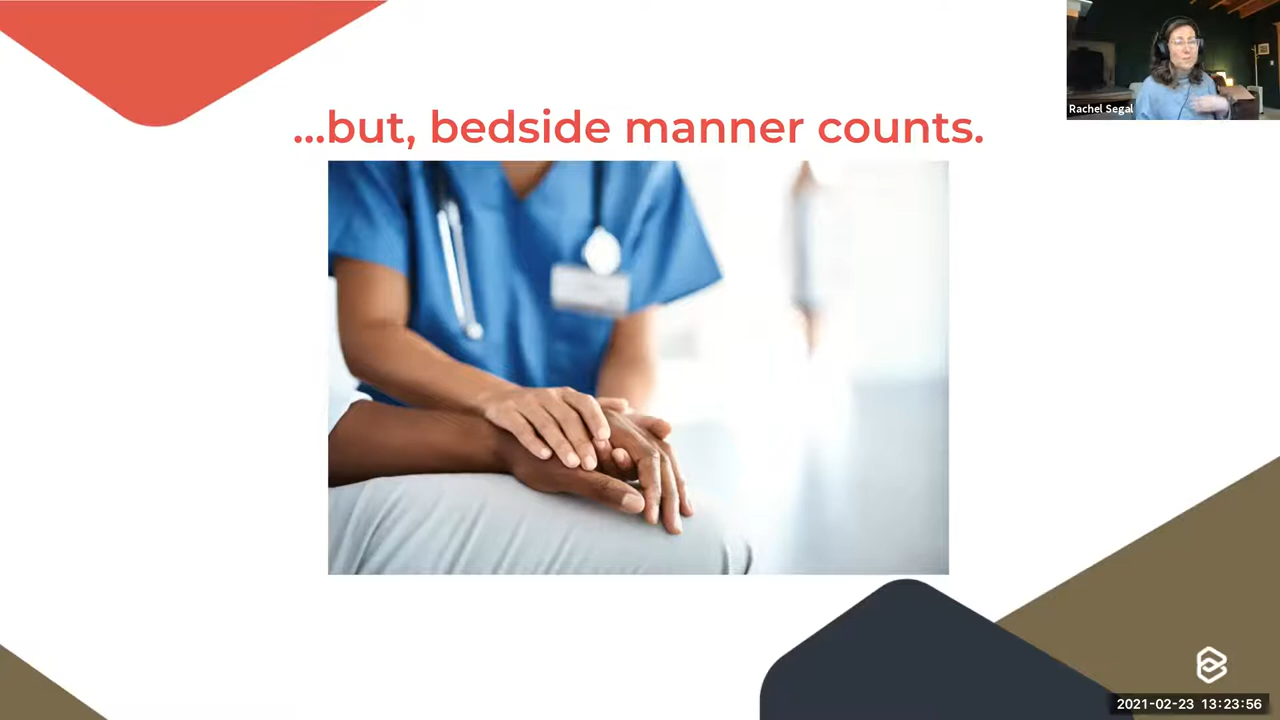 ...but, bedside manner counts.
Rachel Segal
2021-02-23 13:23:56